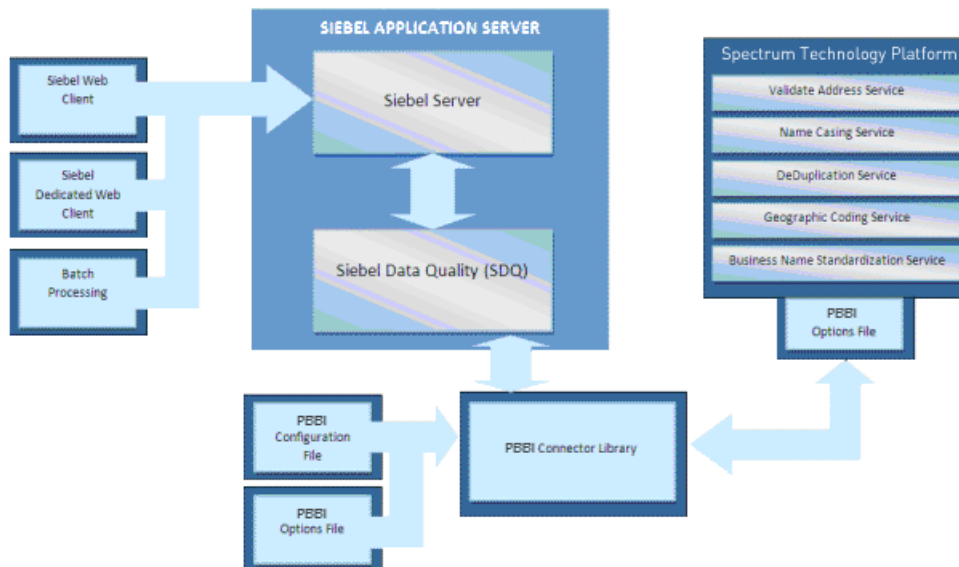 SIEBEL APPLICATION SERVER
Siebel Web
Client
Siebel
Dedicated Web
Client
Batch
Processing
Siebel Server
Siebel Data Quality (SDQ)
Spectrum Technology Platform
Validate Address Service
Name Casing Service
DeDuplication Service
Geographic Coding Service
Business Name Standardization Service
PBBI
Options File
PBBI
Configuration
File
PBBI
Options File
PBBI Connector Library